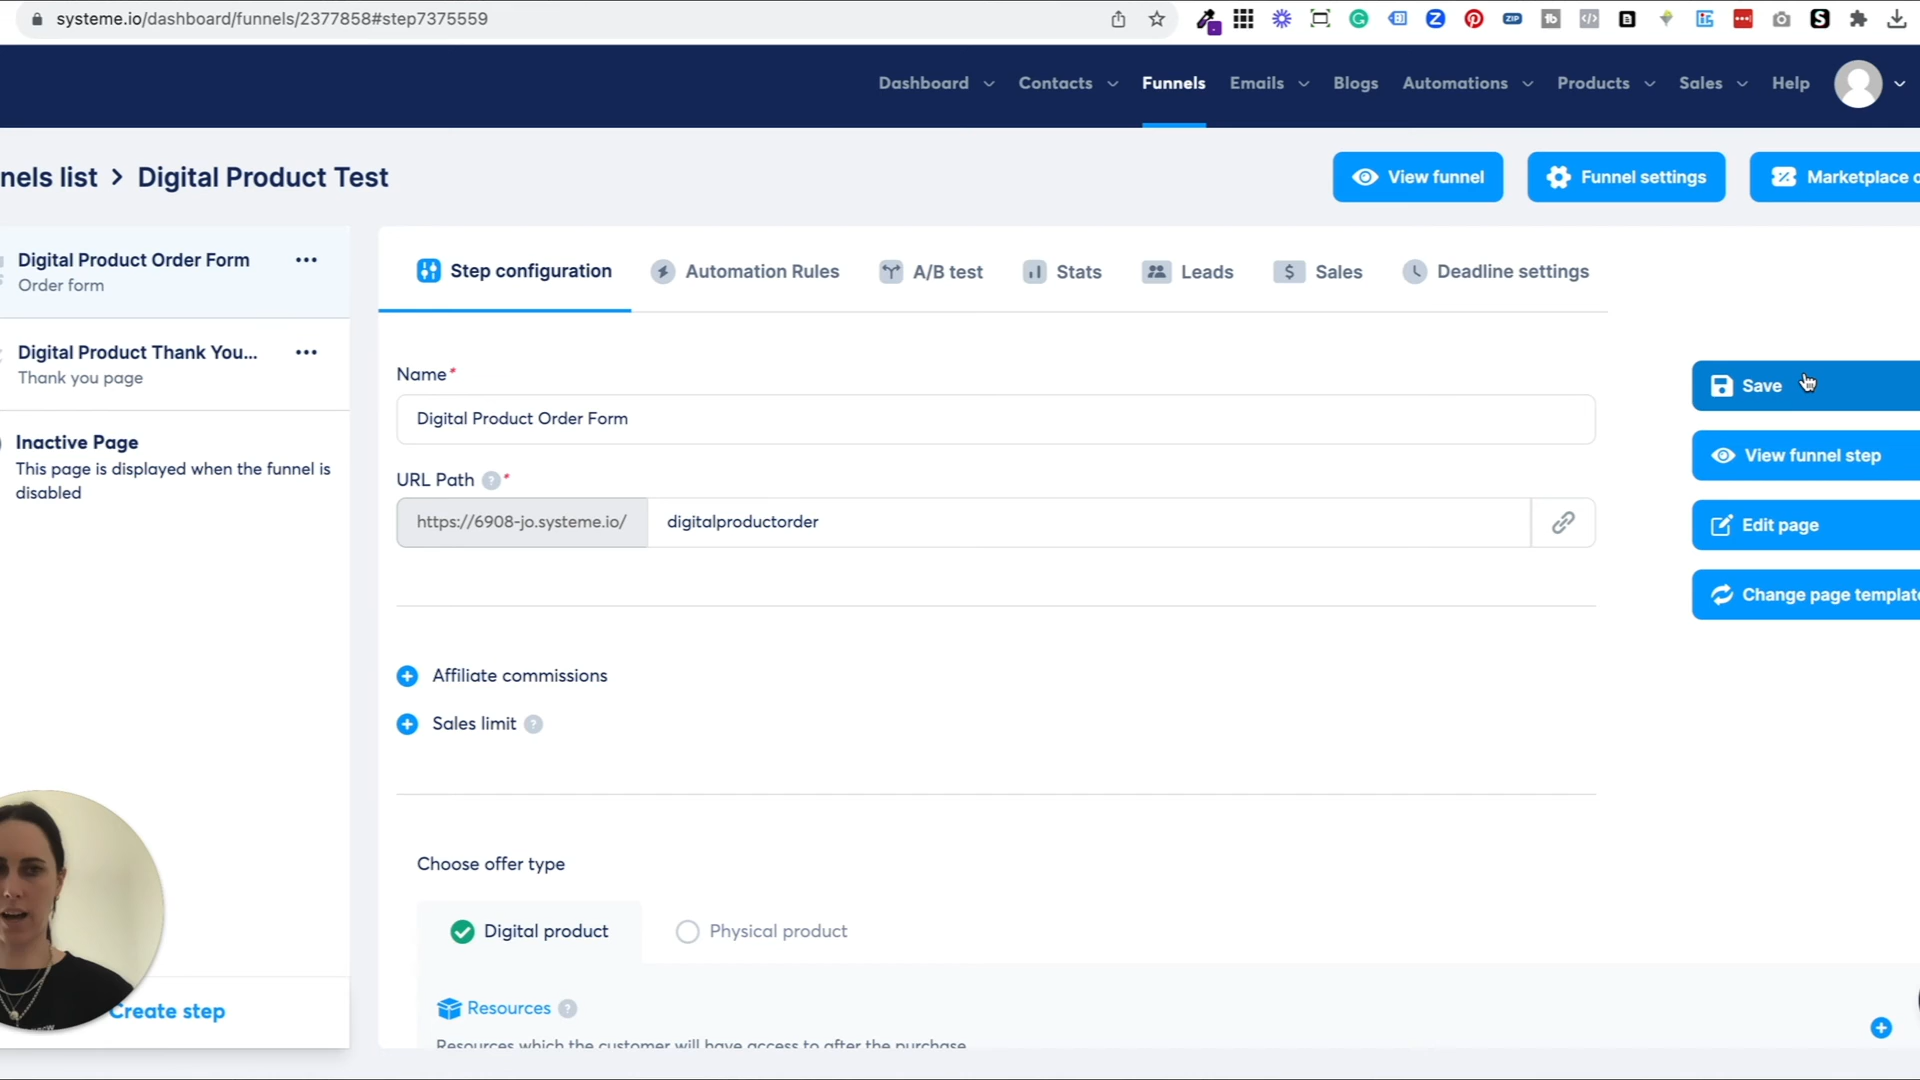 systeme.io/dashboard/funnels/2377858#step7375559
Dashboard Contacts Funnels Emails Blogs Automations Products Sales Help
nels list > Digital Product Test
View funnel
Funnel settings
Marketplace
Digital Product Order Form
Order form
Digital Product Thank You...
Thank you page
Inactive Page
This page is displayed when the funnel is
disabled
Create step
Step configuration
Automation Rules
A/B test
Stats
Leads
Sales
Deadline settings
Name*
Digital Product Order Form
URL Path ? *
https://6908-jo.systeme.io/
digitalproductorder
Affiliate commissions
Sales limit ?
Choose offer type
Digital product
Physical product
Resources ?
Resources which the customer will have access to after the purchase
Save
View funnel step
Edit page
Change page template